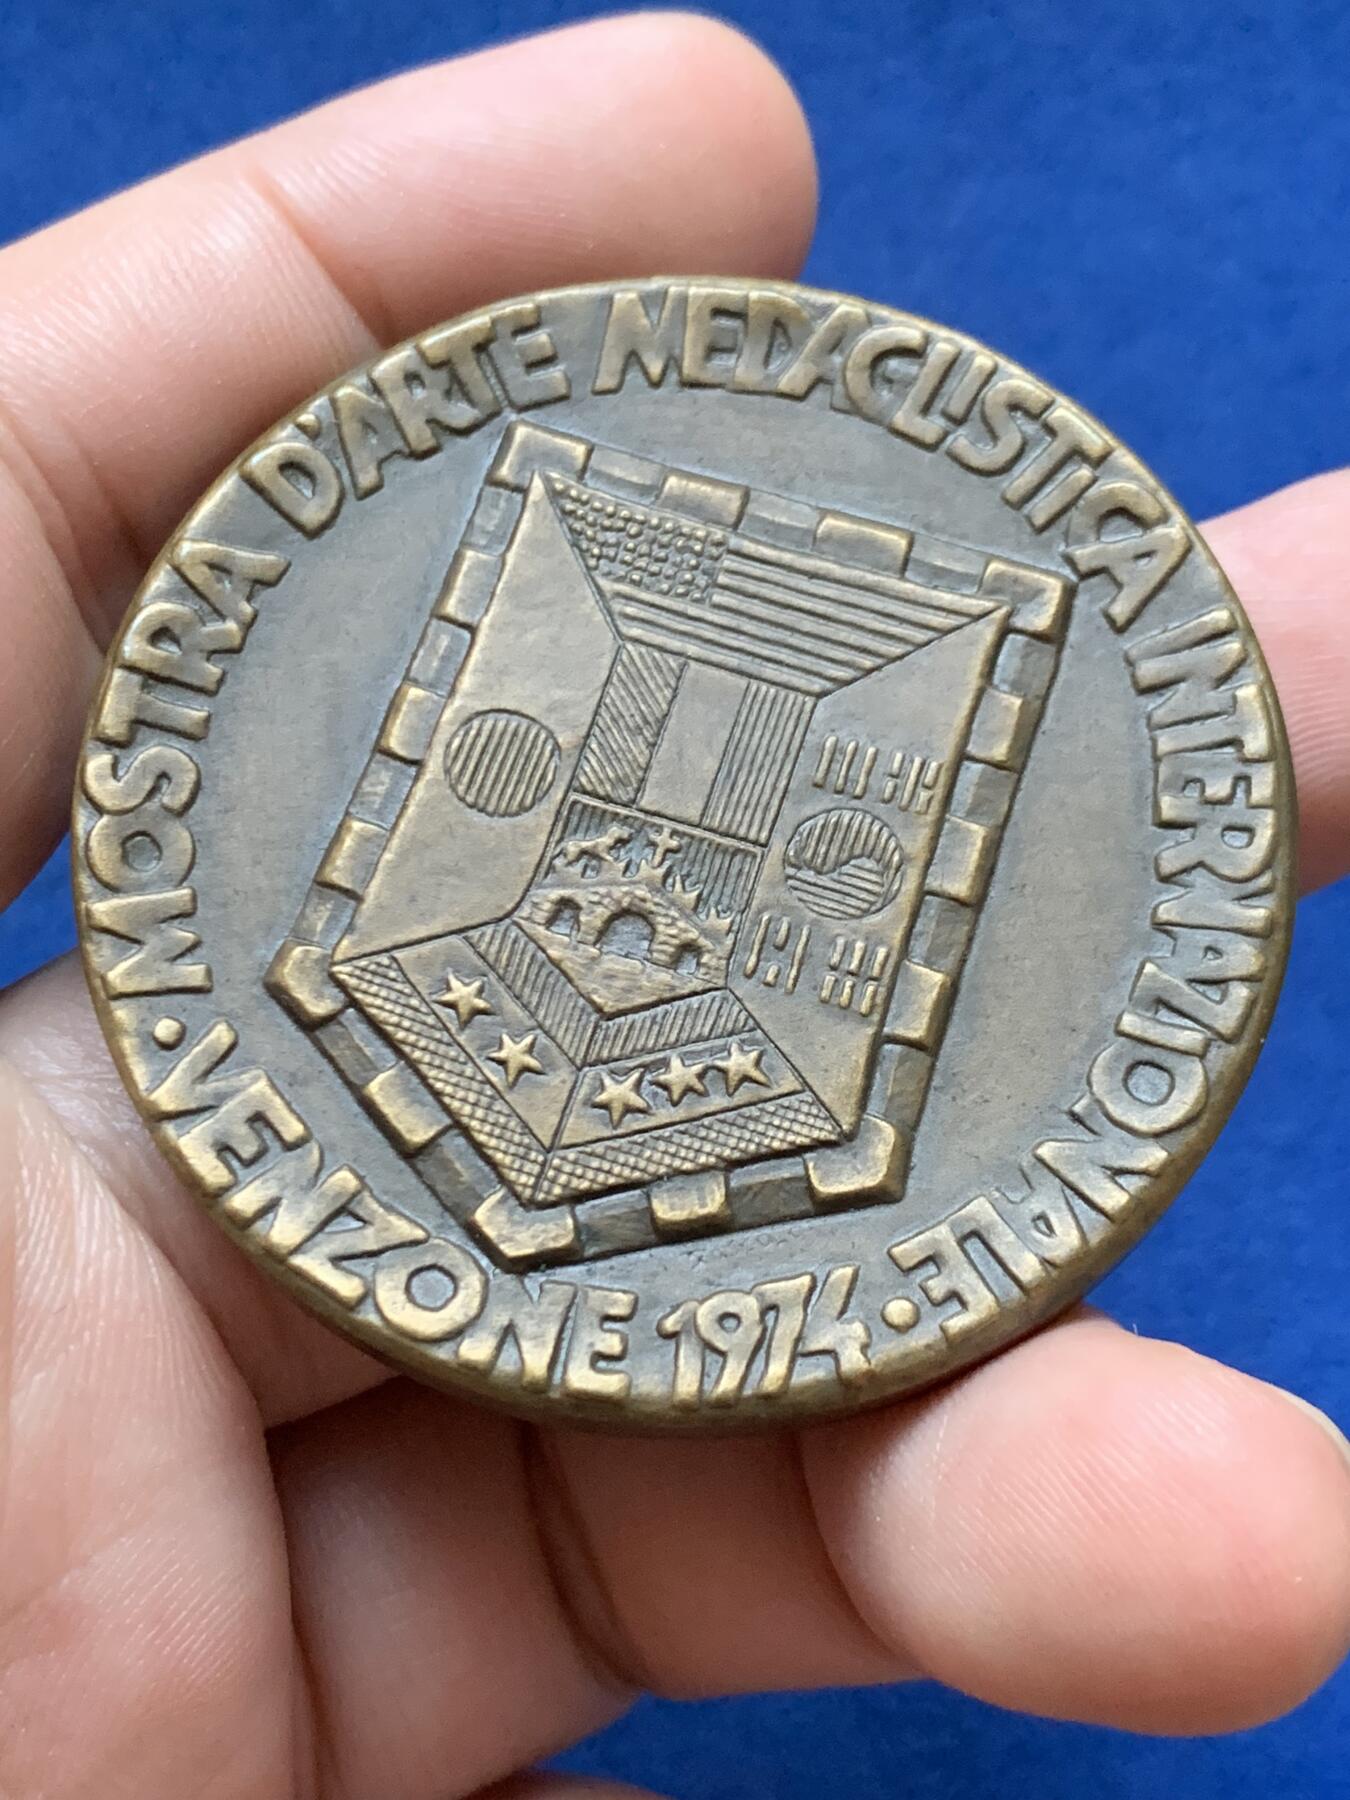 MOSTRA D'ARTE MEDAGLISTICA INTERNAZIONALE
• VENZONE 1974 •